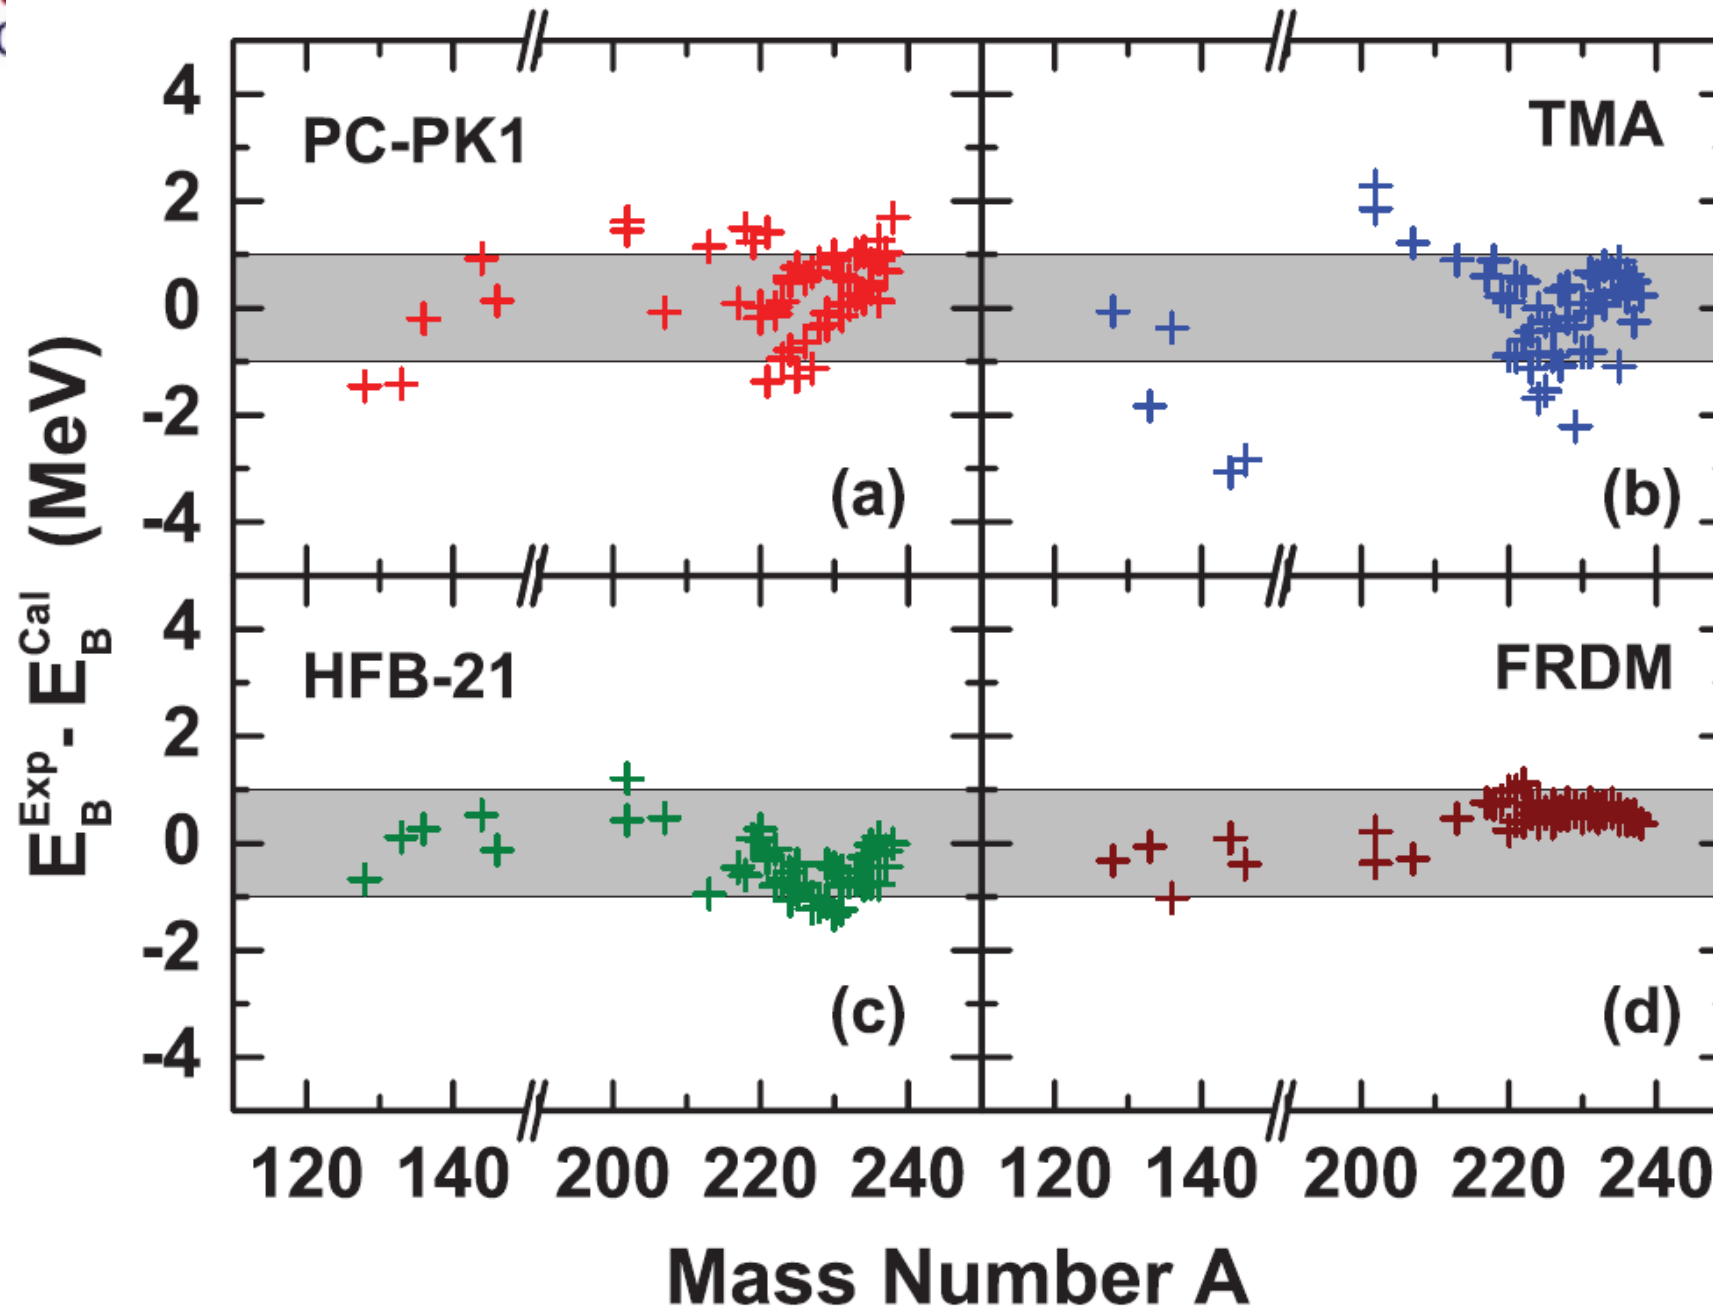 4
2
0
-2
-4
PC-PK1
(a)
TMA
(b)
4
2
0
-2
-4
HFB-21
(c)
FRDM
(d)
E_B^Exp - E_B^Cal (MeV)
120 140 200 220 240 120 140 200 220 240
Mass Number A